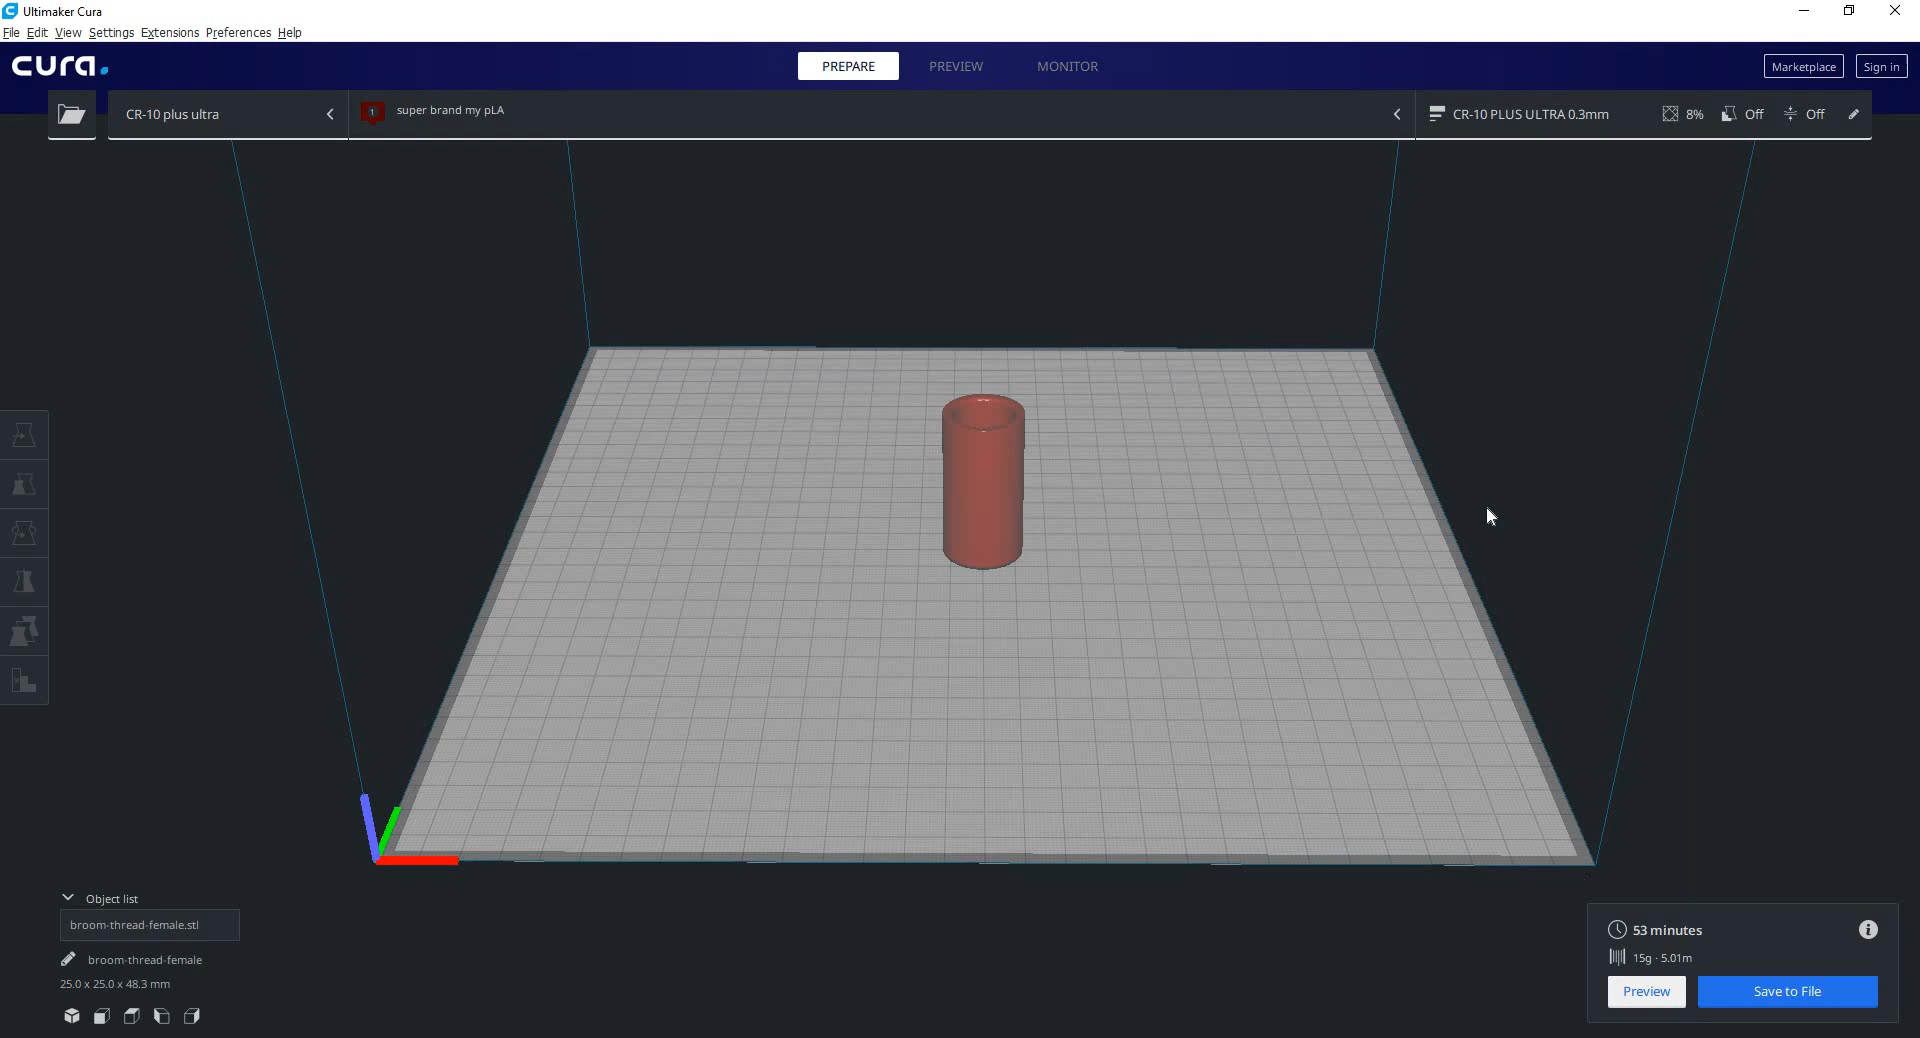 Ultimaker Cura
File Edit View Settings Extensions Preferences Help
cura.
PREPARE
PREVIEW
MONITOR
Marketplace
Sign in
CR-10 plus ultra
1
super brand my pLA
CR-10 PLUS ULTRA 0.3mm
8%
Off
Off
Object list
broom-thread-female.stl
broom-thread-female
25.0 x 25.0 x 48.3 mm
53 minutes
15g · 5.01m
Preview
Save to File